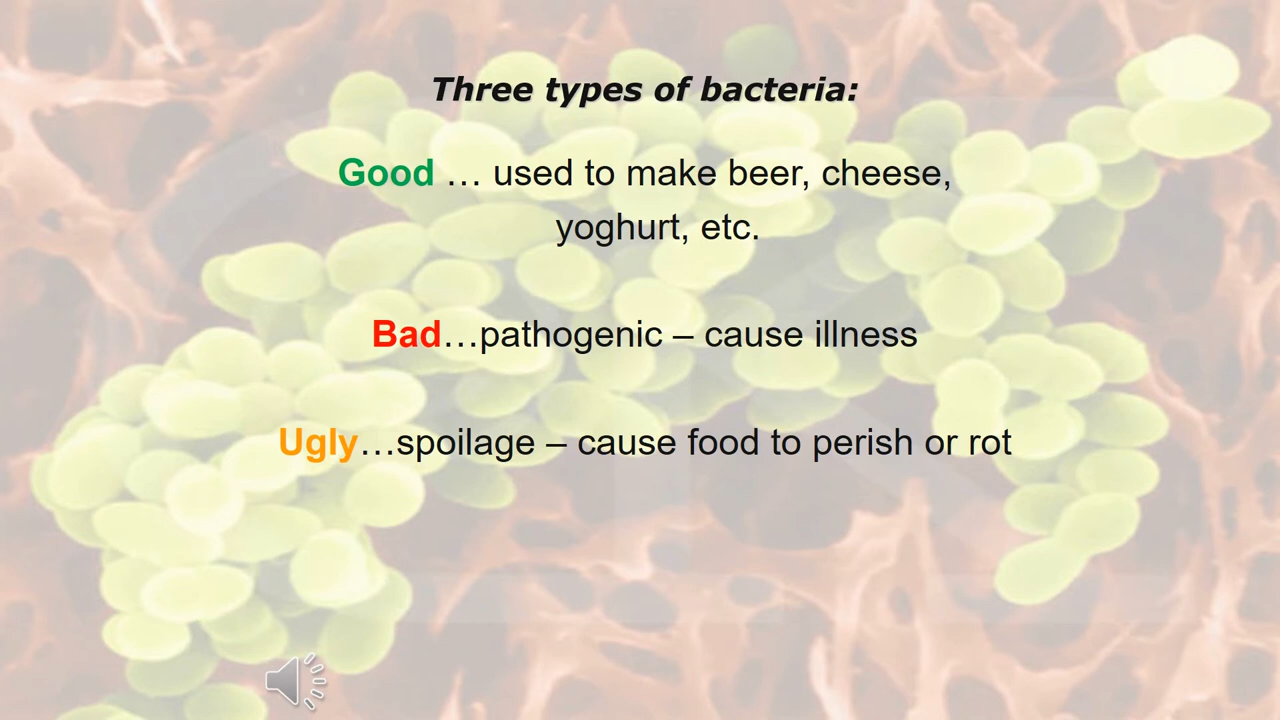 Three types of bacteria:
Good … used to make beer, cheese,
yoghurt, etc.
Bad…pathogenic – cause illness
Ugly…spoilage – cause food to perish or rot